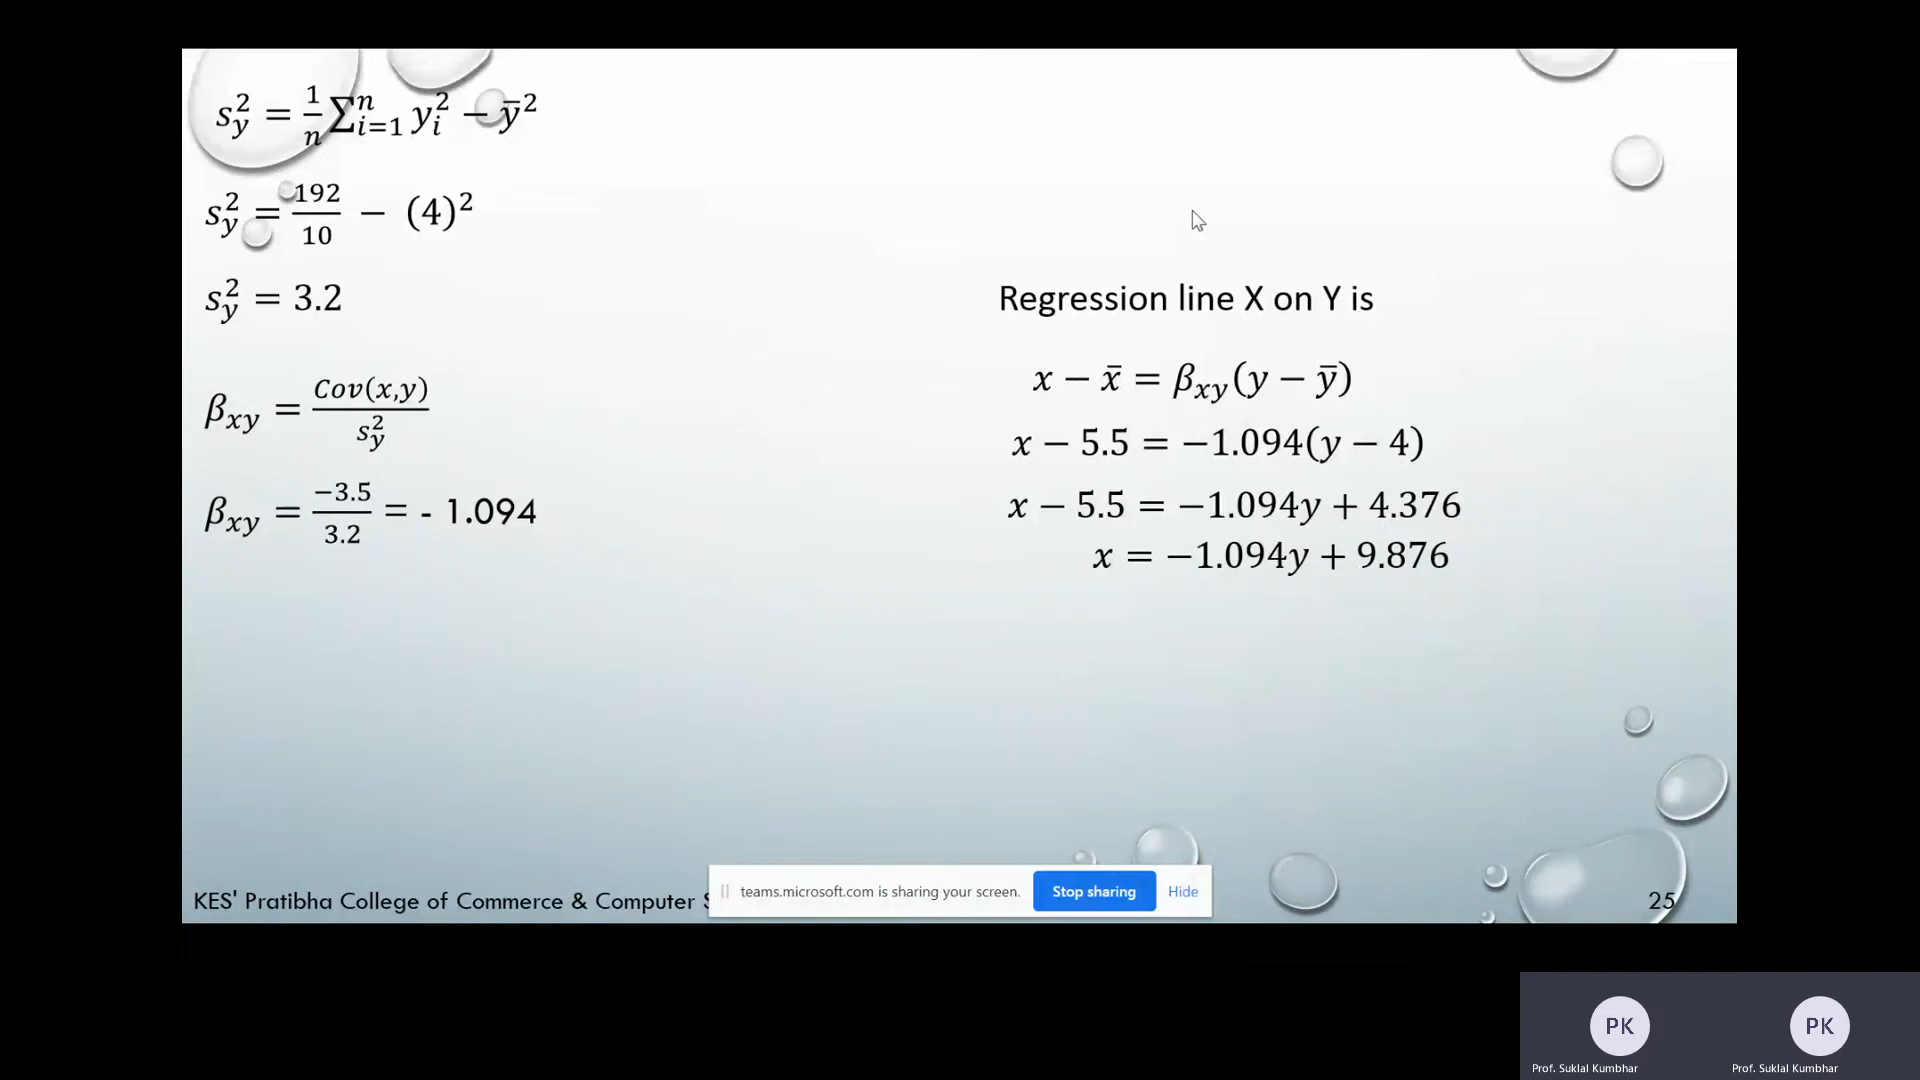 s_y^2 = 1/n ∑_{i=1}^n y_i^2 − ȳ^2
s_y^2 = 192/10 − (4)^2
s_y^2 = 3.2
β_xy = Cov(x,y)/s_y^2
β_xy = −3.5/3.2 = - 1.094
Regression line X on Y is
x − x̄ = β_xy(y − ȳ)
x − 5.5 = −1.094(y − 4)
x − 5.5 = −1.094y + 4.376
x = −1.094y + 9.876
KES' Pratibha College of Commerce & Computer
teams.microsoft.com is sharing your screen. Stop sharing Hide
25
PK PK
Prof. Suklal Kumbhar Prof. Suklal Kumbhar